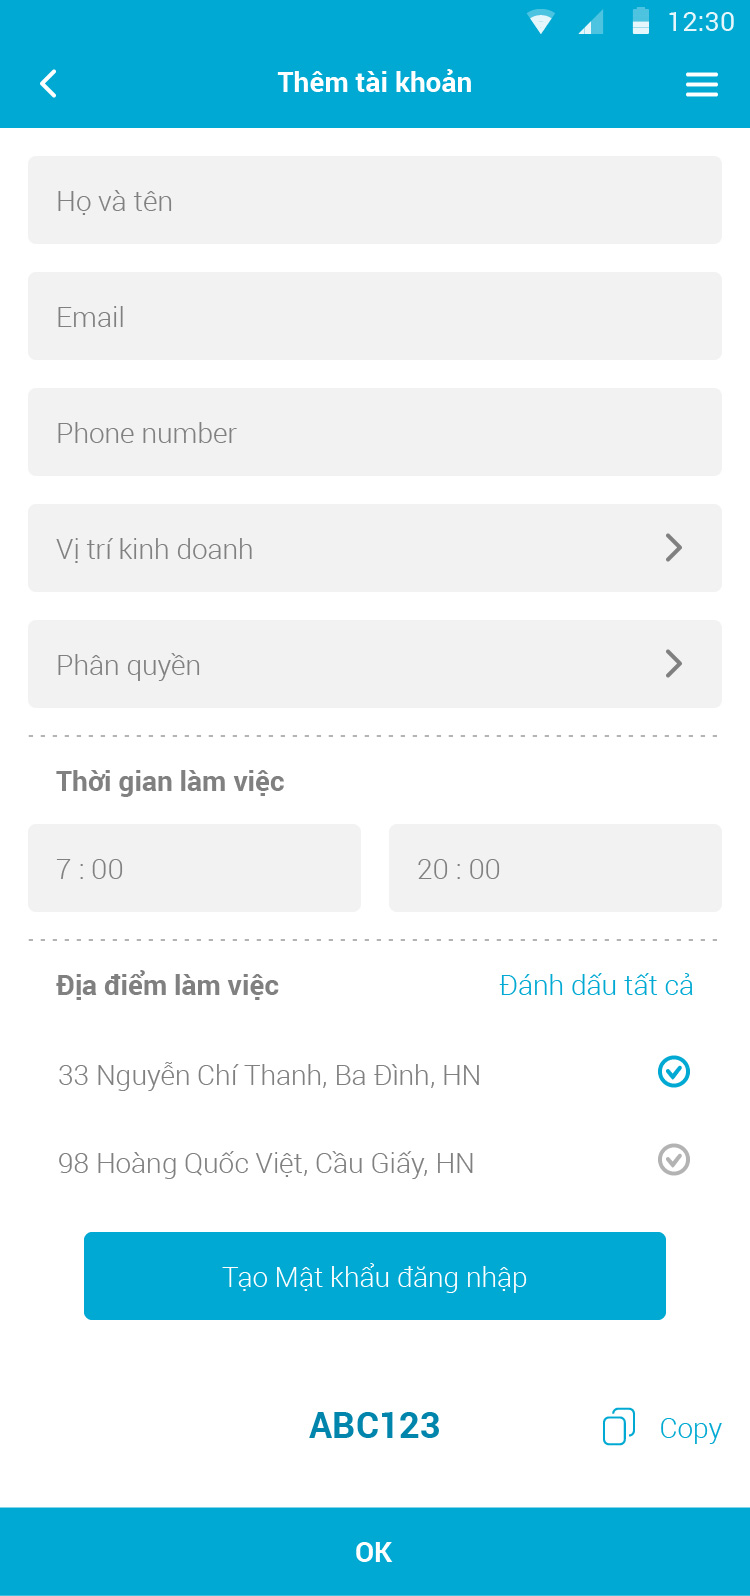 12:30
Thêm tài khoản
Họ và tên
Email
Phone number
Vị trí kinh doanh
Phân quyền
Thời gian làm việc
7 : 00
20 : 00
Địa điểm làm việc
Đánh dấu tất cả
33 Nguyễn Chí Thanh, Ba Đình, HN
98 Hoàng Quốc Việt, Cầu Giấy, HN
Tạo Mật khẩu đăng nhập
ABC123
Copy
OK